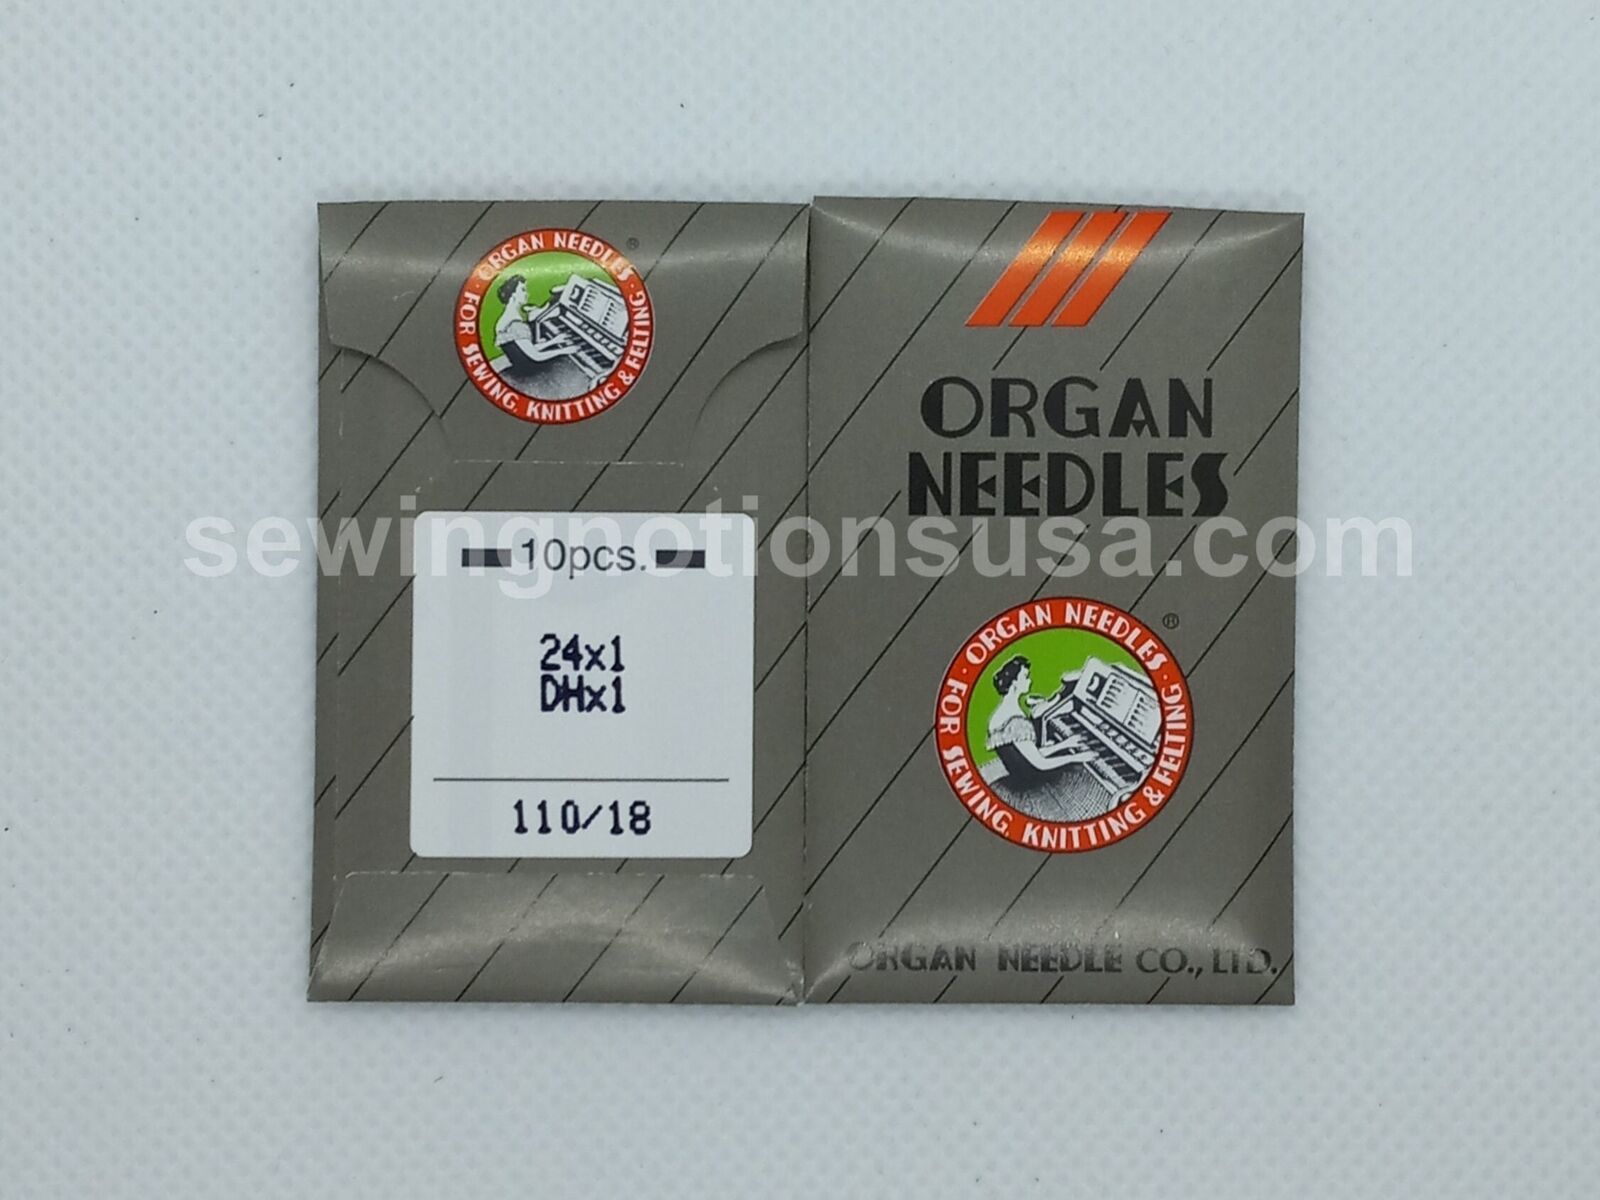 ORGAN NEEDLES ®
· FOR SEWING, KNITTING & FELTING ·
10pcs.
24x1
DHx1
110/18
ORGAN
NEEDLES
ORGAN NEEDLES ®
· FOR SEWING, KNITTING & FELTING ·
ORGAN NEEDLE CO., LTD.
sewingnotionsusa.com